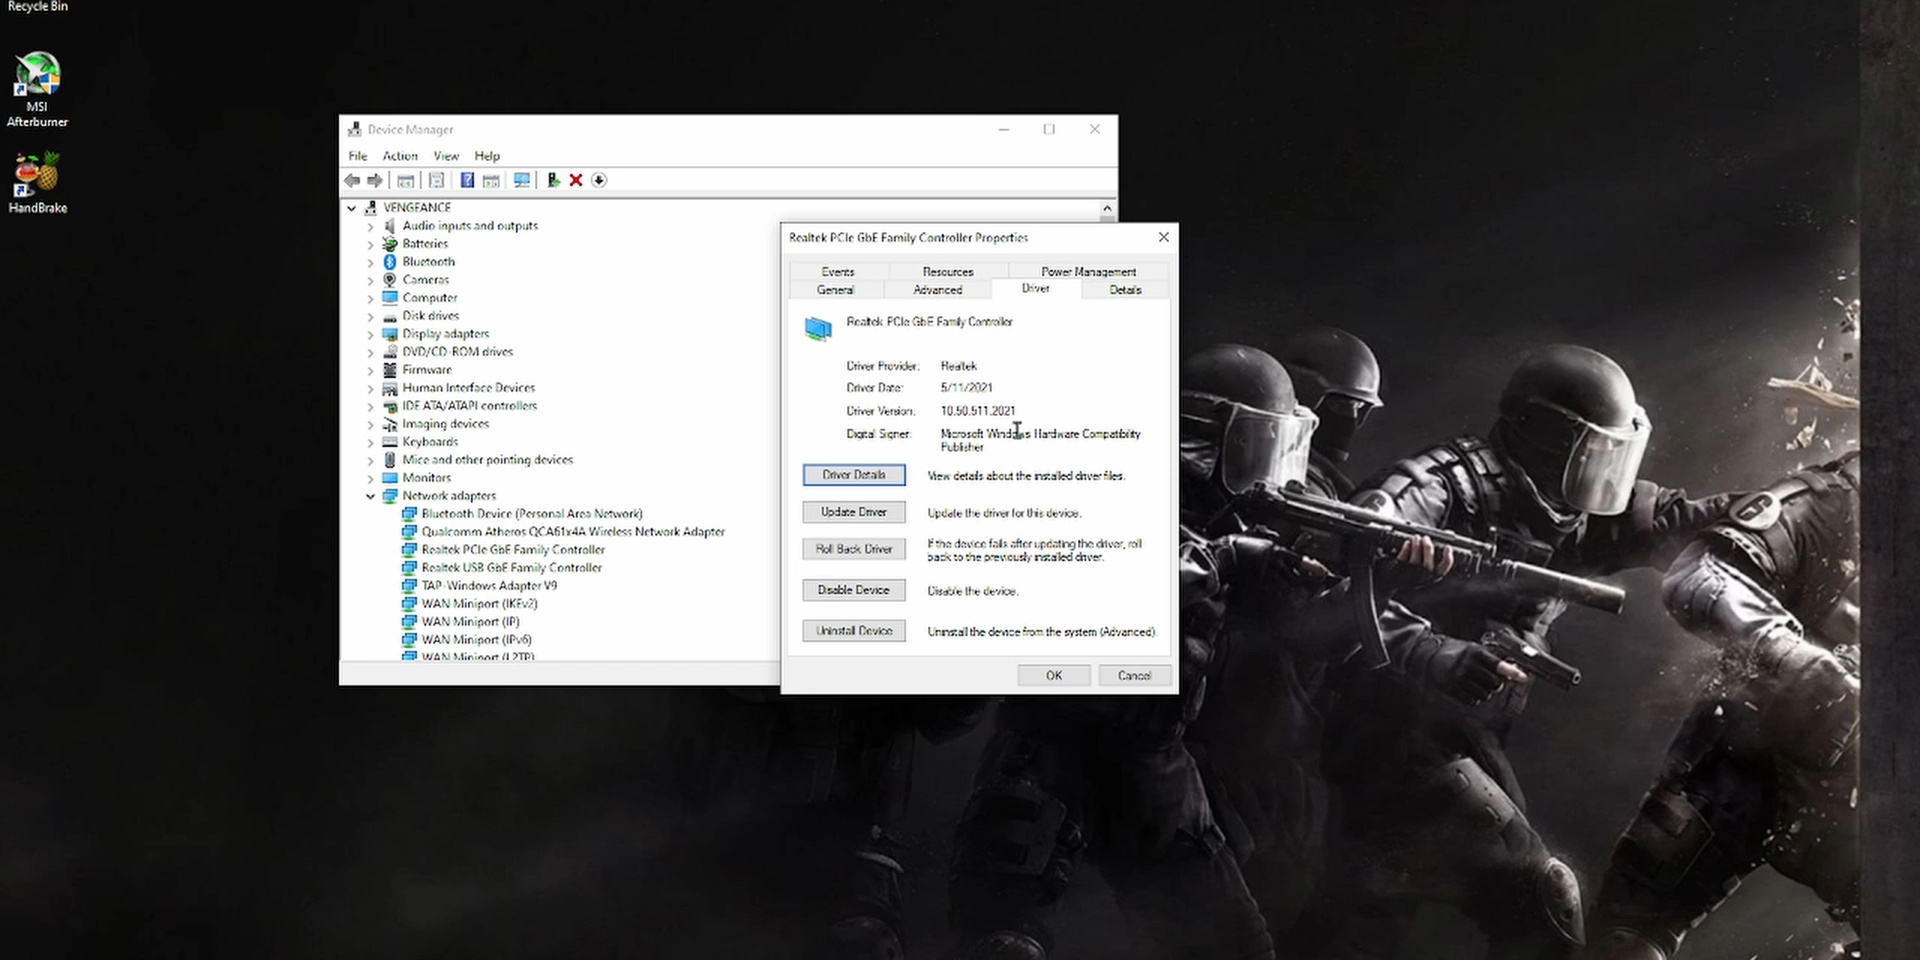 Recycle Bin
MSI
Afterburner
HandBrake
Device Manager
File Action View Help
VENGEANCE
Audio inputs and outputs
Batteries
Bluetooth
Cameras
Computer
Disk drives
Display adapters
DVD/CD-ROM drives
Firmware
Human Interface Devices
IDE ATA/ATAPI controllers
Imaging devices
Keyboards
Mice and other pointing devices
Monitors
Network adapters
Bluetooth Device (Personal Area Network)
Qualcomm Atheros QCA61x4A Wireless Network Adapter
Realtek PCIe GbE Family Controller
Realtek USB GbE Family Controller
TAP-Windows Adapter V9
WAN Miniport (IKEv2)
WAN Miniport (IP)
WAN Miniport (IPv6)
WAN Miniport (L2TP)
Realtek PCIe GbE Family Controller Properties
Events Resources Power Management
General Advanced Driver Details
Realtek PCIe GbE Family Controller
Driver Provider: Realtek
Driver Date: 5/11/2021
Driver Version: 10.50.511.2021
Digital Signer: Microsoft Windows Hardware Compatibility
Publisher
Driver Details View details about the installed driver files.
Update Driver Update the driver for this device.
Roll Back Driver If the device fails after updating the driver, roll
back to the previously installed driver.
Disable Device Disable the device.
Uninstall Device Uninstall the device from the system (Advanced).
OK Cancel